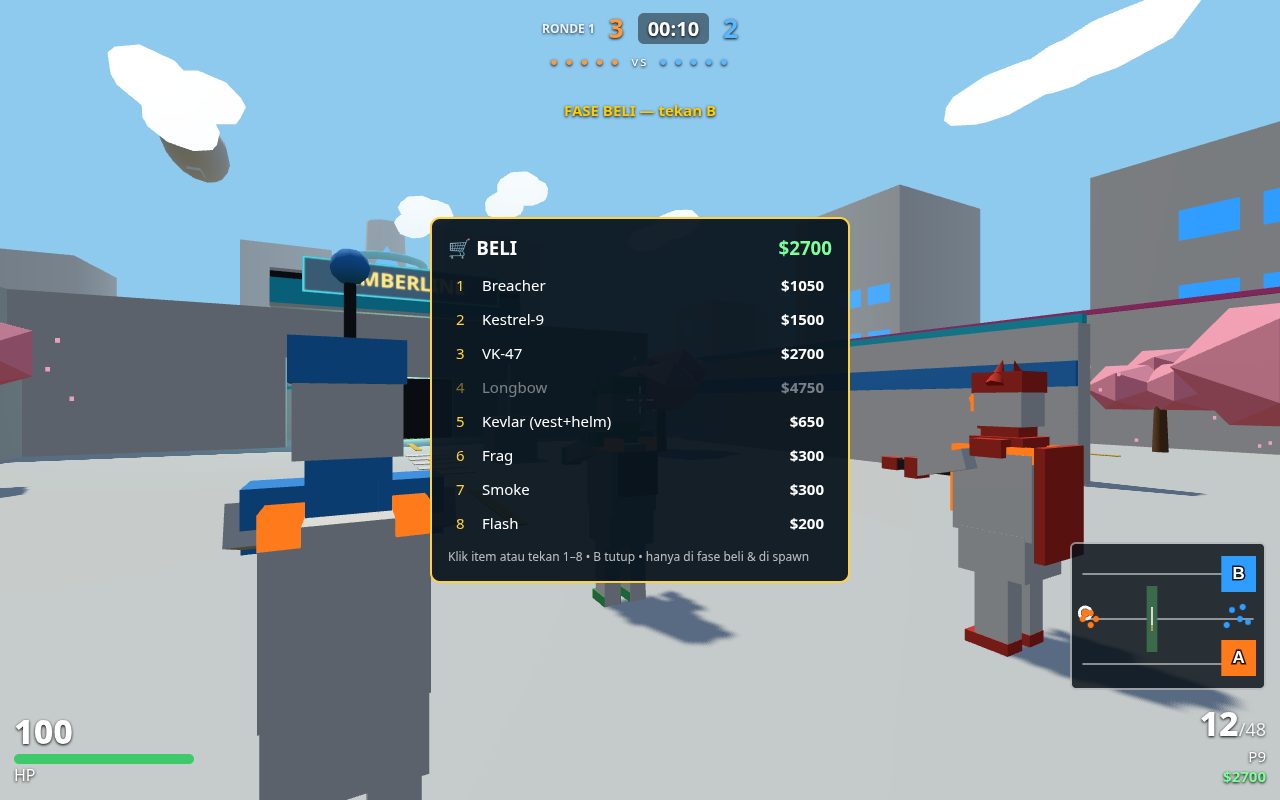 RONDE 1 3 00:10 2
VS
FASE BELI — tekan B
🛒 BELI $2700
1 Breacher $1050
2 Kestrel-9 $1500
3 VK-47 $2700
4 Longbow $4750
5 Kevlar (vest+helm) $650
6 Frag $300
7 Smoke $300
8 Flash $200
Klik item atau tekan 1–8 • B tutup • hanya di fase beli & di spawn
B
A
100
HP
12/48
P9
$2700